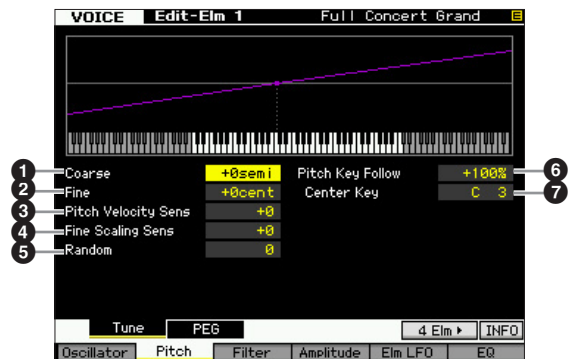 VOICE Edit-Elm 1 Full Concert Grand E
1 Coarse +0semi Pitch Key Follow +100% 6
2 Fine +0cent Center Key C 3 7
3 Pitch Velocity Sens +0
4 Fine Scaling Sens +0
5 Random 0
Tune PEG 4 Elm▶ INFO
Oscillator Pitch Filter Amplitude Elm LFO EQ